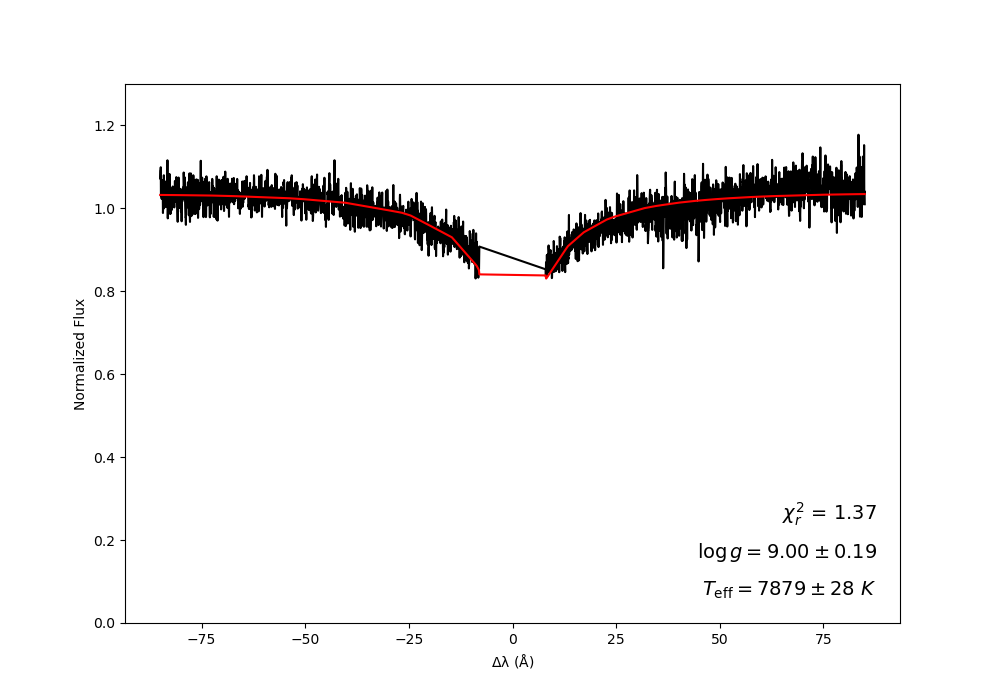 1.2
1.0
0.8
0.6
0.4
0.2
0.0
Normalized Flux
χ²ᵣ = 1.37
log g = 9.00 ± 0.19
T_eff = 7879 ± 28 K
−75 −50 −25 0 25 50 75
Δλ (Å)